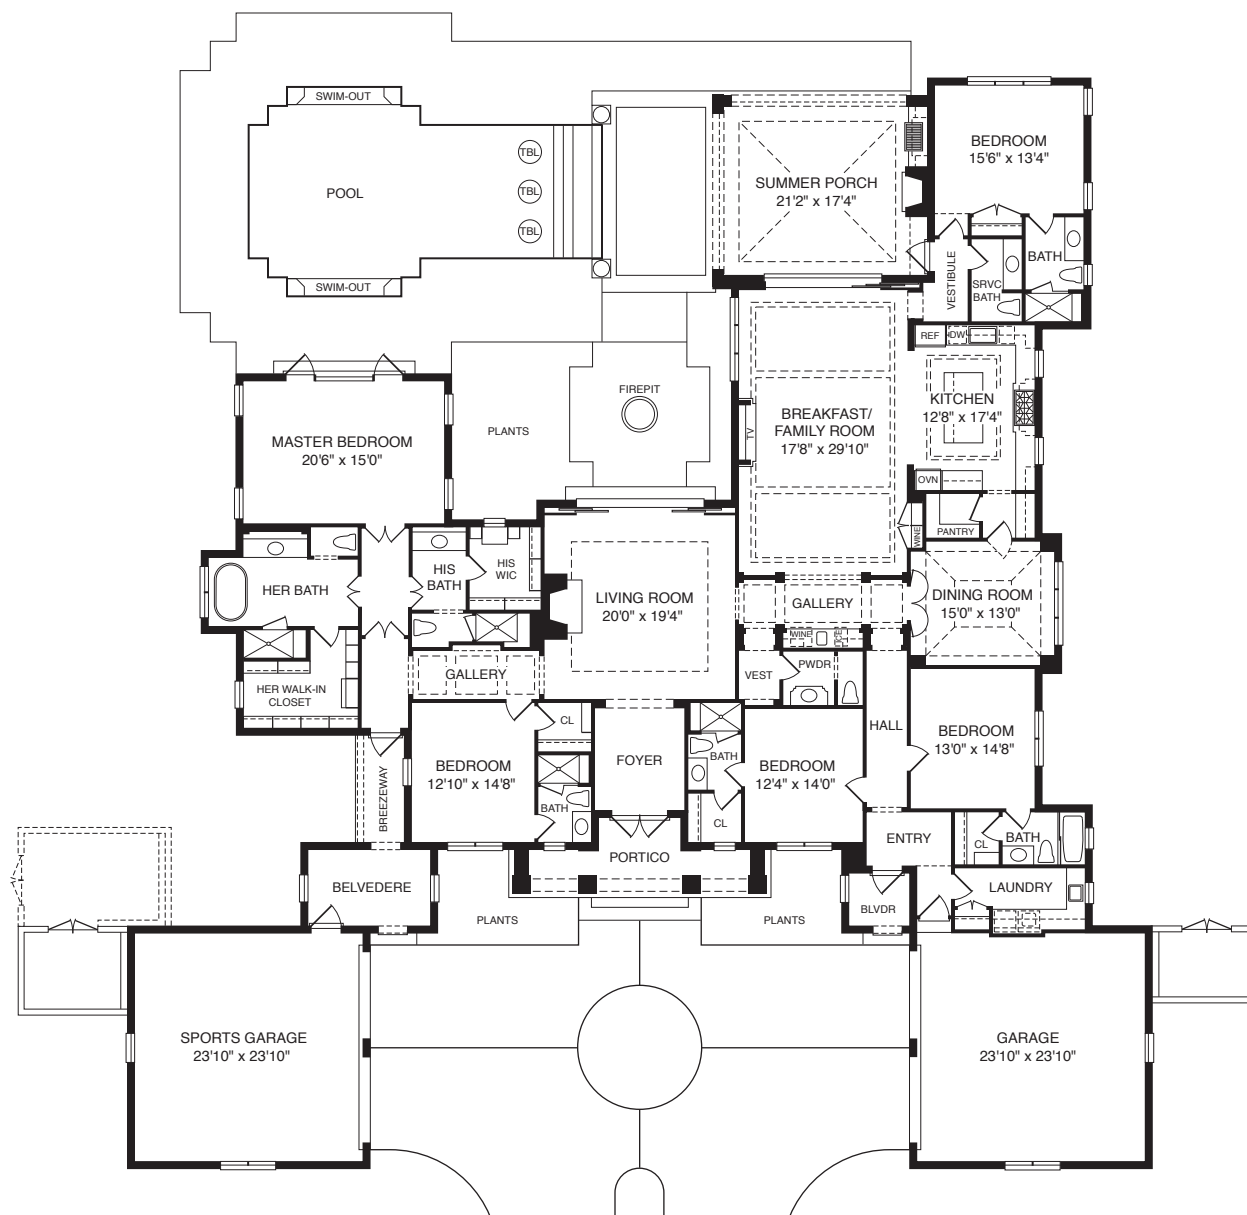 SWIM-OUT
POOL
TBL
TBL
TBL
SWIM-OUT
SUMMER PORCH
21'2" x 17'4"
BEDROOM
15'6" x 13'4"
VESTIBULE
SRVC
BATH
BATH
REF
DW
KITCHEN
12'8" x 17'4"
OVN
PANTRY
WINE
BREAKFAST/
FAMILY ROOM
17'8" x 29'10"
TV
FIREPIT
PLANTS
MASTER BEDROOM
20'6" x 15'0"
HER BATH
HIS
BATH
HIS
WIC
LIVING ROOM
20'0" x 19'4"
GALLERY
DINING ROOM
15'0" x 13'0"
WINE
ICE
HER WALK-IN
CLOSET
GALLERY
VEST
PWDR
HALL
CL
BEDROOM
12'10" x 14'8"
BATH
FOYER
BATH
CL
BEDROOM
12'4" x 14'0"
BEDROOM
13'0" x 14'8"
BREEZEWAY
PORTICO
ENTRY
CL
BATH
BELVEDERE
PLANTS
PLANTS
BLVDR
LAUNDRY
SPORTS GARAGE
23'10" x 23'10"
GARAGE
23'10" x 23'10"